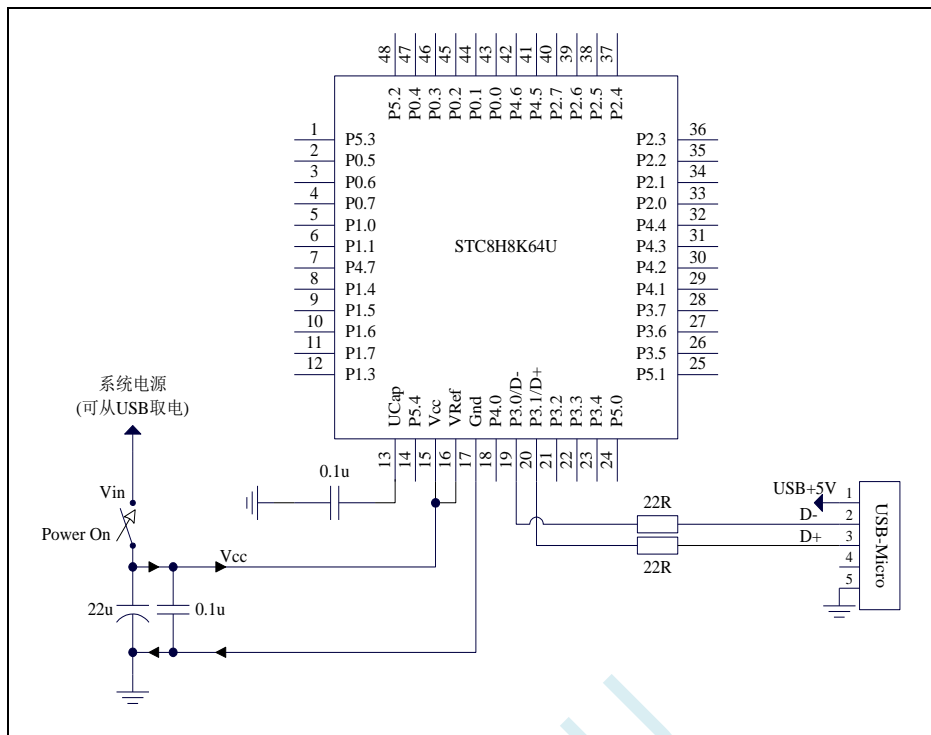 48 47 46 45 44 43 42 41 40 39 38 37
P5.2 P0.4 P0.3 P0.2 P0.1 P0.0 P4.6 P4.5 P2.7 P2.6 P2.5 P2.4
1 P5.3
2 P0.5
3 P0.6
4 P0.7
5 P1.0
6 P1.1
7 P4.7
8 P1.4
9 P1.5
10 P1.6
11 P1.7
12 P1.3
STC8H8K64U
P2.3 36
P2.2 35
P2.1 34
P2.0 33
P4.4 32
P4.3 31
P4.2 30
P4.1 29
P3.7 28
P3.6 27
P3.5 26
P5.1 25
UCap P5.4 Vcc VRef Gnd P4.0 P3.0/D- P3.1/D+ P3.2 P3.3 P3.4 P5.0
13 14 15 16 17 18 19 20 21 22 23 24
系统电源
(可从USB取电)
Vin
Power On
Vcc
0.1u
22u
0.1u
22R
22R
USB+5V
D-
D+
1
2
3
4
5
USB-Micro